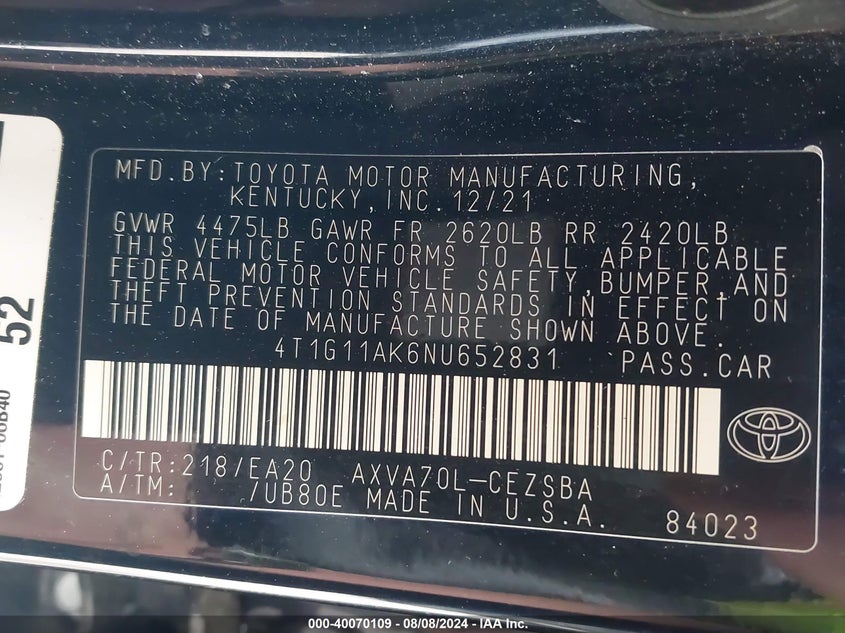 MFD.BY:TOYOTA MOTOR MANUFACTURING,
KENTUCKY,INC.12/21
GVWR 4475LB GAWR FR 2620LB RR 2420LB
THIS VEHICLE CONFORMS TO ALL APPLICABLE
FEDERAL MOTOR VEHICLE SAFETY,BUMPER,AND
THEFT PREVENTION STANDARDS IN EFFECT ON
THE DATE OF MANUFACTURE SHOWN ABOVE.
4T1G11AK6NU652831 PASS.CAR
C/TR:218/EA20 AXVA70L-CEZSBA
A/TM: /UB80E MADE IN U.S.A.
84023
52
000-40070109 - 08/08/2024 - IAA Inc.